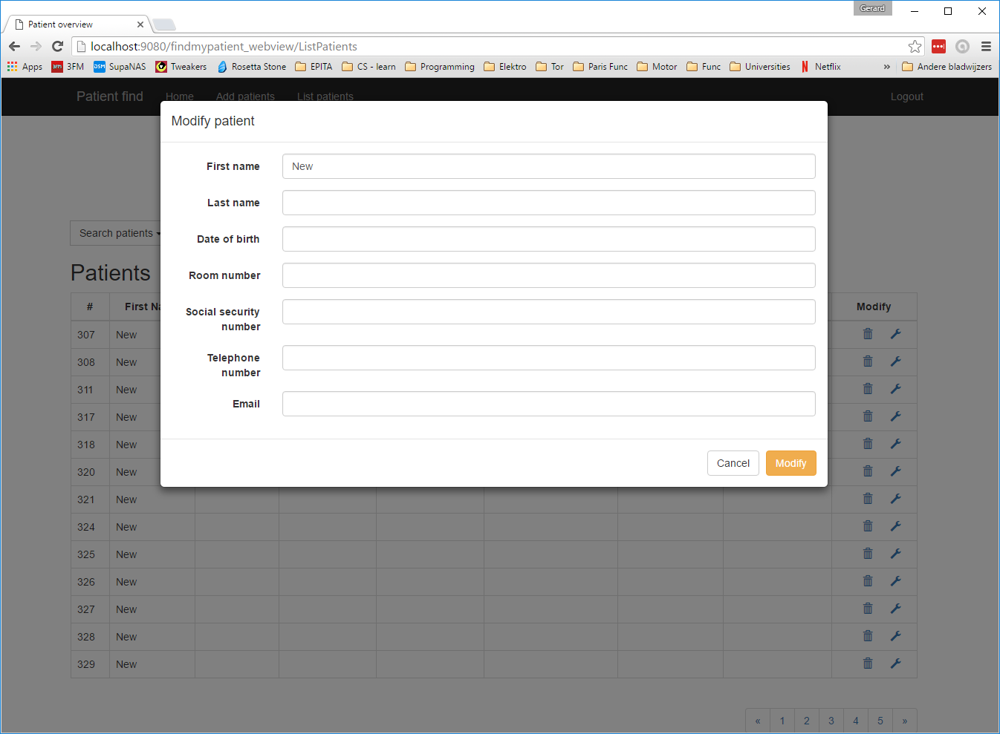 Gerard
Patient overview
localhost:9080/findmypatient_webview/ListPatients
Apps 3FM 3FM DSM SupaNAS Tweakers Rosetta Stone EPITA CS - learn Programming Elektro Tor Paris Func Motor Func Universities Netflix » Andere bladwijzers
Patient find Home Add patients List patients Logout
Modify patient
First name New
Last name
Date of birth
Room number
Social security
number
Telephone
number
Email
Cancel Modify
Search patients
Patients
# First Na Modify
307 New
308 New
311 New
317 New
318 New
320 New
321 New
324 New
325 New
326 New
327 New
328 New
329 New
« 1 2 3 4 5 »